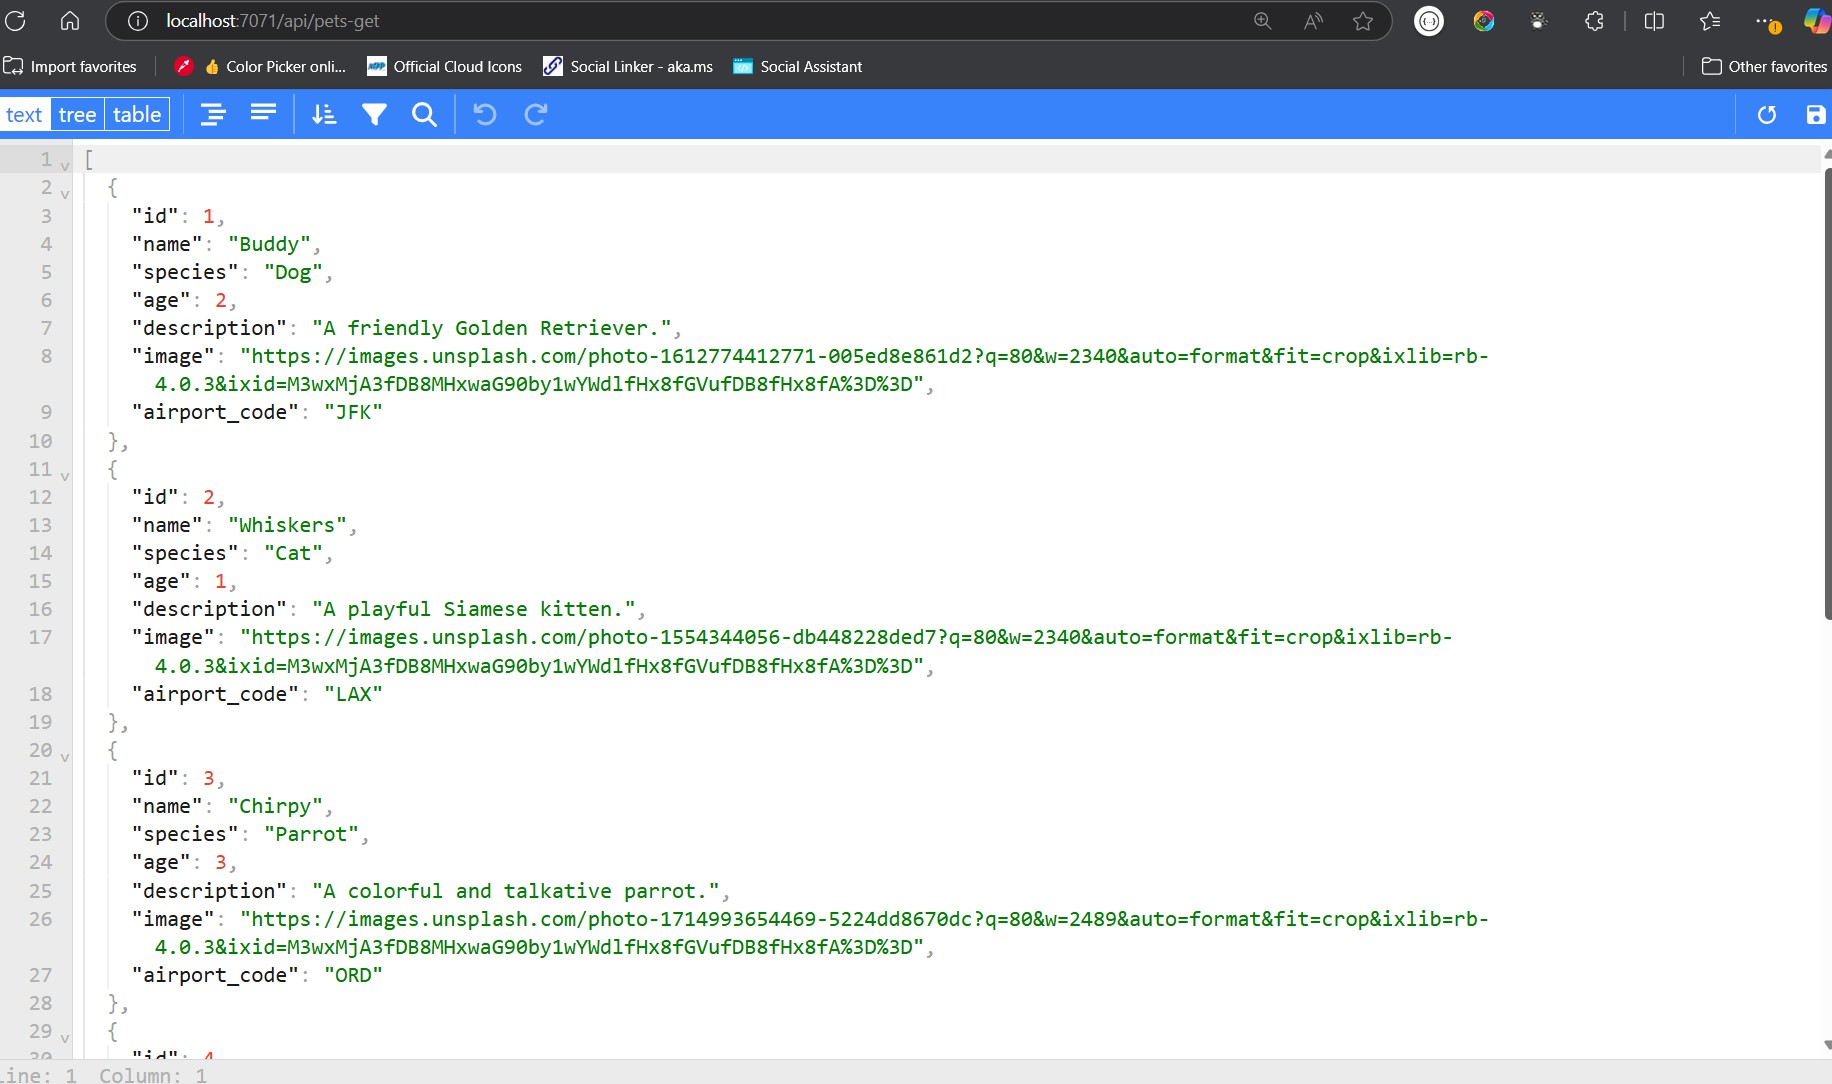 localhost:7071/api/pets-get
Import favorites
Color Picker onli...
Official Cloud Icons
Social Linker - aka.ms
Social Assistant
Other favorites
text tree table
1 [
2 {
3 "id": 1,
4 "name": "Buddy",
5 "species": "Dog",
6 "age": 2,
7 "description": "A friendly Golden Retriever.",
8 "image": "https://images.unsplash.com/photo-1612774412771-005ed8e861d2?q=80&w=2340&auto=format&fit=crop&ixlib=rb-
4.0.3&ixid=M3wxMjA3fDB8MHxwaG90by1wYWdlfHx8fGVufDB8fHx8fA%3D%3D",
9 "airport_code": "JFK"
10 },
11 {
12 "id": 2,
13 "name": "Whiskers",
14 "species": "Cat",
15 "age": 1,
16 "description": "A playful Siamese kitten.",
17 "image": "https://images.unsplash.com/photo-1554344056-db448228ded7?q=80&w=2340&auto=format&fit=crop&ixlib=rb-
4.0.3&ixid=M3wxMjA3fDB8MHxwaG90by1wYWdlfHx8fGVufDB8fHx8fA%3D%3D",
18 "airport_code": "LAX"
19 },
20 {
21 "id": 3,
22 "name": "Chirpy",
23 "species": "Parrot",
24 "age": 3,
25 "description": "A colorful and talkative parrot.",
26 "image": "https://images.unsplash.com/photo-1714993654469-5224dd8670dc?q=80&w=2489&auto=format&fit=crop&ixlib=rb-
4.0.3&ixid=M3wxMjA3fDB8MHxwaG90by1wYWdlfHx8fGVufDB8fHx8fA%3D%3D",
27 "airport_code": "ORD"
28 },
29 {
30 "id": 4
Line: 1 Column: 1